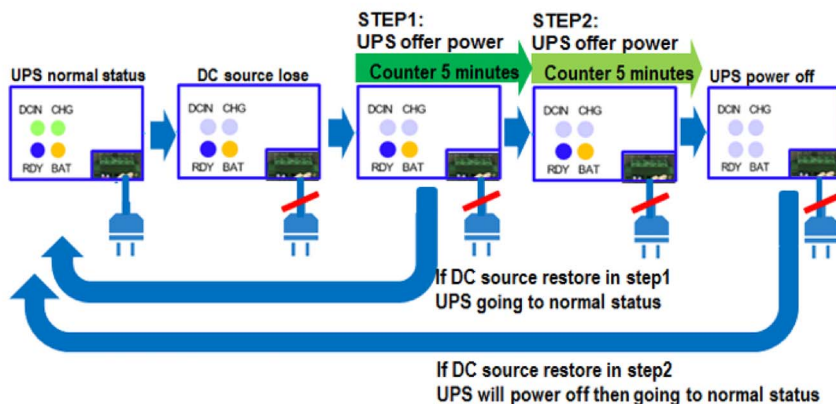 STEP1:
UPS offer power
STEP2:
UPS offer power
UPS normal status
DC source lose
Counter 5 minutes
Counter 5 minutes
UPS power off
DCIN CHG
RDY BAT
DCIN CHG
RDY BAT
DCIN CHG
RDY BAT
DCIN CHG
RDY BAT
DCIN CHG
RDY BAT
If DC source restore in step1
UPS going to normal status
If DC source restore in step2
UPS will power off then going to normal status